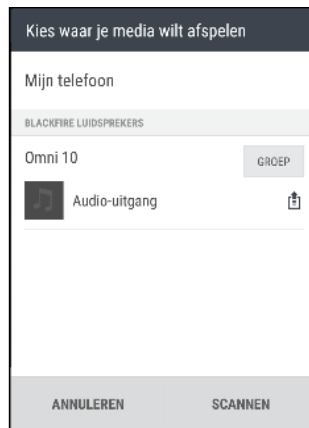 Kies waar je media wilt afspelen
Mijn telefoon
BLACKFIRE LUIDSPREKERS
Omni 10
GROEP
Audio-uitgang
ANNULEREN SCANNEN